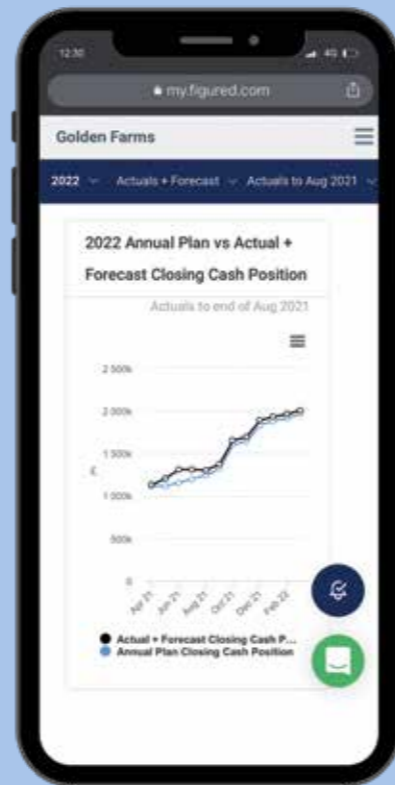 12:30
4G
my.figured.com
Golden Farms
2022 Actuals + Forecast Actuals to Aug 2021
2022 Annual Plan vs Actual +
Forecast Closing Cash Position
Actuals to end of Aug 2021
2 500k
2 000k
1 500k
£
1 000k
500k
0
Apr 21 Jun 21 Aug 21 Oct 21 Dec 21 Feb 22
Actual + Forecast Closing Cash P...
Annual Plan Closing Cash Position